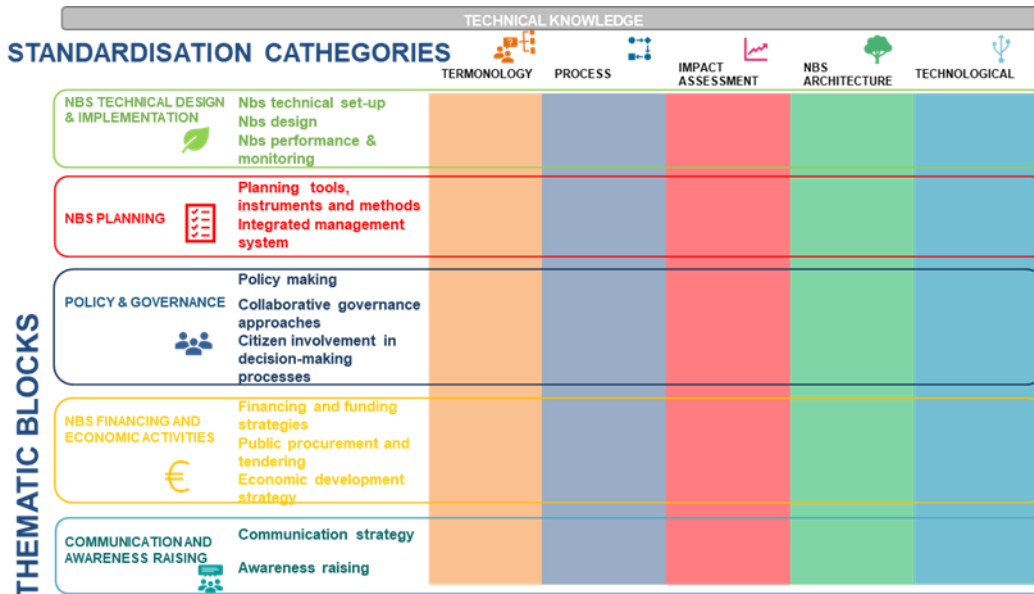 TECHNICAL KNOWLEDGE
STANDARDISATION CATHEGORIES
TERMONOLOGY
PROCESS
IMPACT
ASSESSMENT
NBS
ARCHITECTURE
TECHNOLOGICAL
THEMATIC BLOCKS
NBS TECHNICAL DESIGN
& IMPLEMENTATION
Nbs technical set-up
Nbs design
Nbs performance &
monitoring
NBS PLANNING
Planning tools,
instruments and methods
Integrated management
system
POLICY & GOVERNANCE
Policy making
Collaborative governance
approaches
Citizen involvement in
decision-making
processes
NBS FINANCING AND
ECONOMIC ACTIVITIES
€
Financing and funding
strategies
Public procurement and
tendering
Economic development
strategy
COMMUNICATION AND
AWARENESS RAISING
Communication strategy
Awareness raising